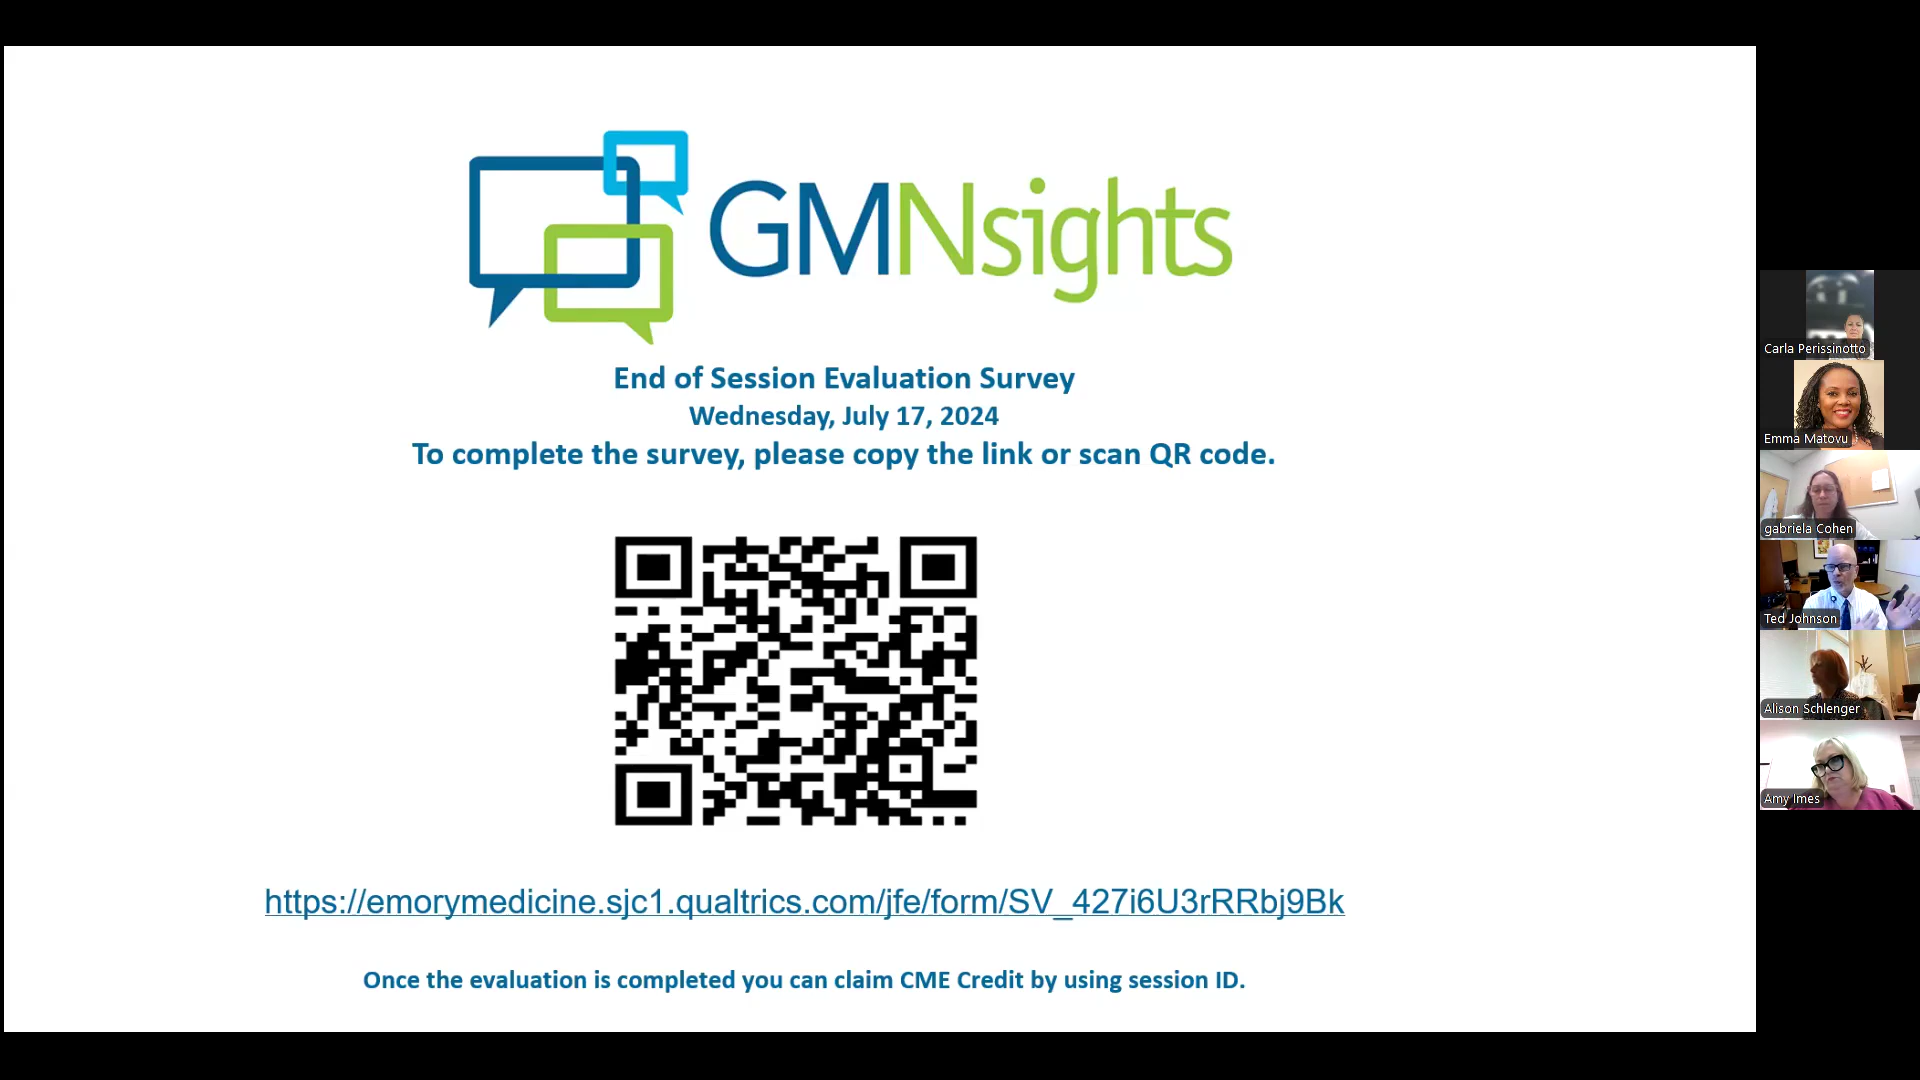 GMNsights
End of Session Evaluation Survey
Wednesday, July 17, 2024
To complete the survey, please copy the link or scan QR code.
https://emorymedicine.sjc1.qualtrics.com/jfe/form/SV_427i6U3rRRbj9Bk
Once the evaluation is completed you can claim CME Credit by using session ID.
Carla Perissinotto
Emma Matovu
gabriela Cohen
Ted Johnson
Alison Schlenger
Amy Imes